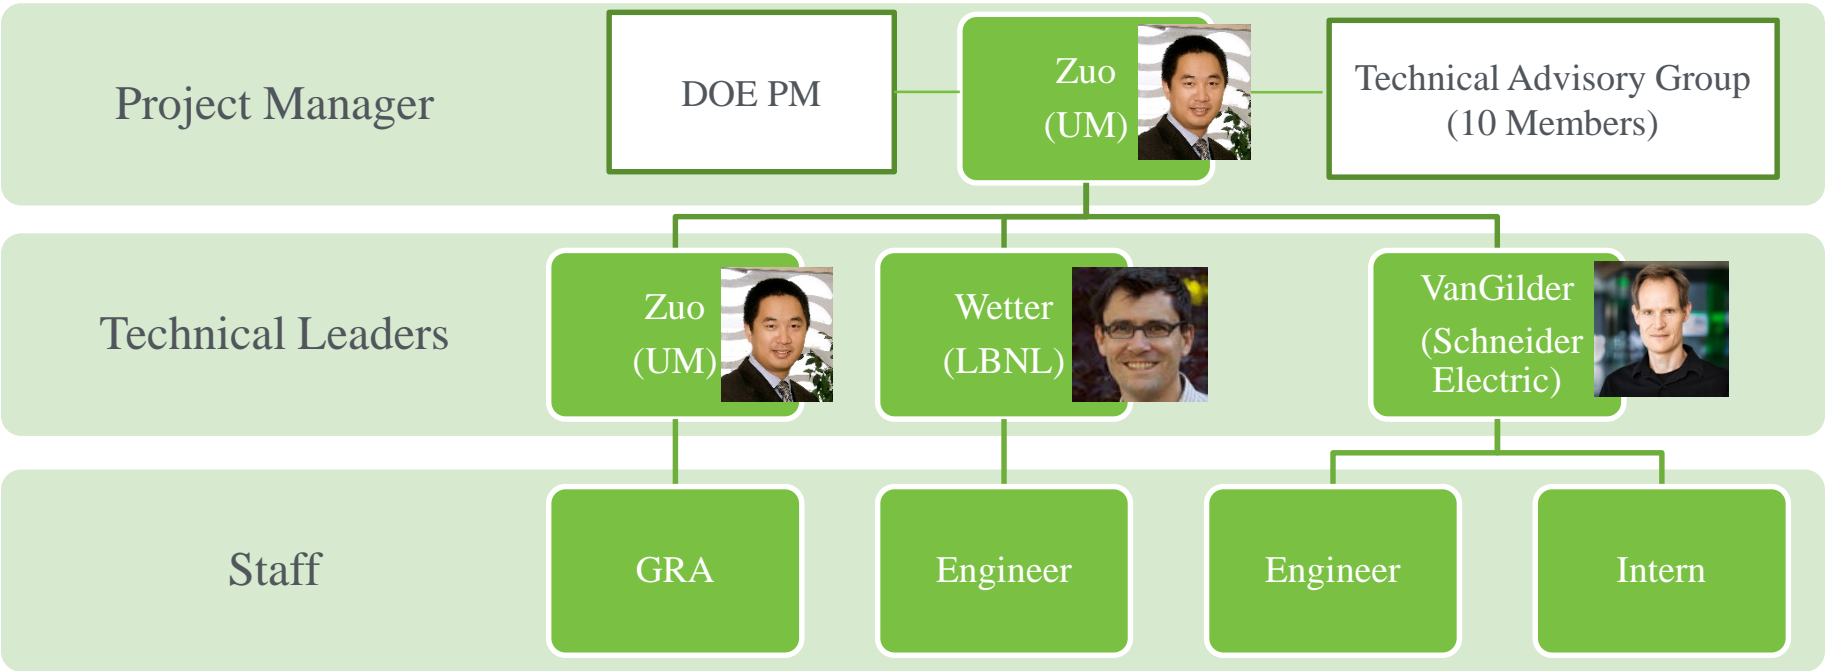 Project Manager
DOE PM
Zuo
(UM)
Technical Advisory Group
(10 Members)
Technical Leaders
Zuo
(UM)
Wetter
(LBNL)
VanGilder
(Schneider
Electric)
Staff
GRA
Engineer
Engineer
Intern